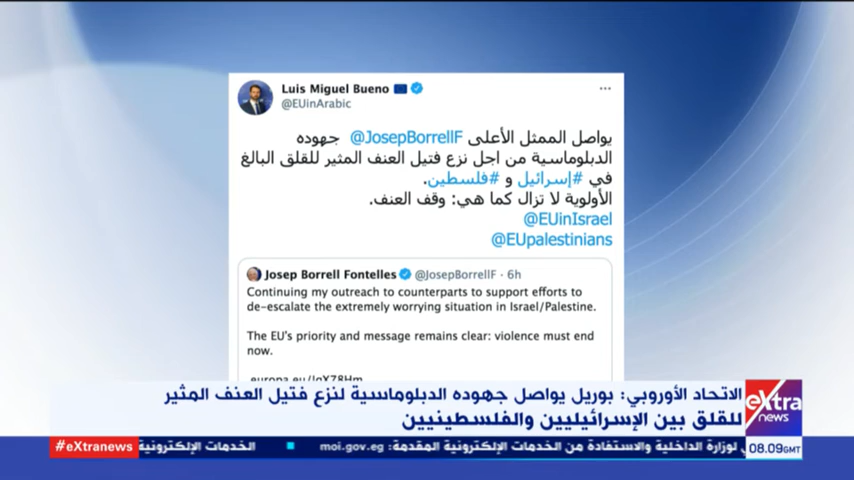 Luis Miguel Bueno
@EUinArabic
يواصل الممثل الأعلى @JosepBorrellF جهوده
الدبلوماسية من اجل نزع فتيل العنف المثير للقلق البالغ
في #إسرائيل و #فلسطين.
الأولوية لا تزال كما هي: وقف العنف.
@EUinIsrael
@EUpalestinians
Josep Borrell Fontelles @JosepBorrellF · 6h
Continuing my outreach to counterparts to support efforts to
de-escalate the extremely worrying situation in Israel/Palestine.
The EU's priority and message remains clear: violence must end
now.
الاتحاد الأوروبي: بوريل يواصل جهوده الدبلوماسية لنزع فتيل العنف المثير
للقلق بين الإسرائيليين والفلسطينيين
eXtra
news
08.09GMT
ي لوزارة الداخلية والاستفادة من الخدمات الإلكترونية المقدمة: moi.gov.eg
الخدمات الإلكترونية
#eXtranews